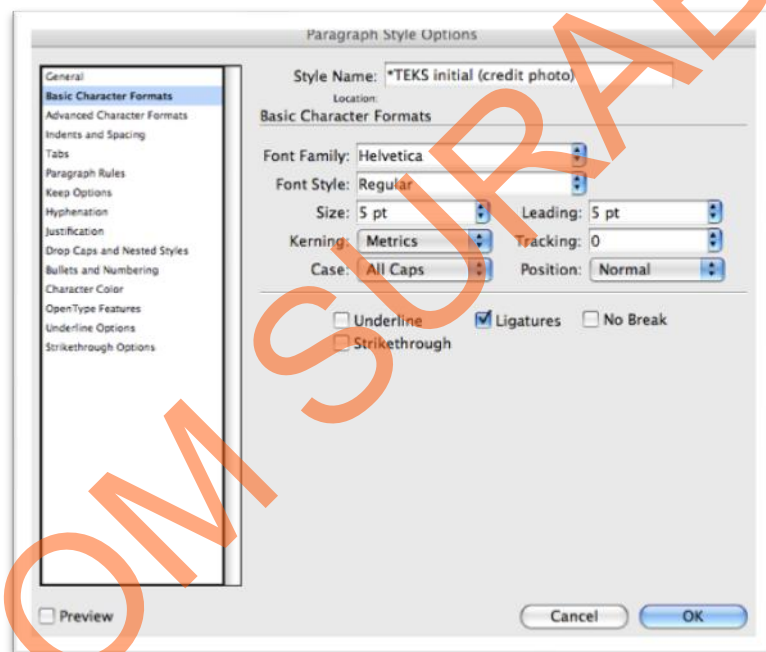 Paragraph Style Options
General
Basic Character Formats
Advanced Character Formats
Indents and Spacing
Tabs
Paragraph Rules
Keep Options
Hyphenation
Justification
Drop Caps and Nested Styles
Bullets and Numbering
Character Color
OpenType Features
Underline Options
Strikethrough Options
Style Name: *TEKS initial (credit photo)
Location:
Basic Character Formats
Font Family: Helvetica
Font Style: Regular
Size: 5 pt Leading: 5 pt
Kerning: Metrics Tracking: 0
Case: All Caps Position: Normal
Underline Ligatures No Break
Strikethrough
Preview Cancel OK
OM SURAB